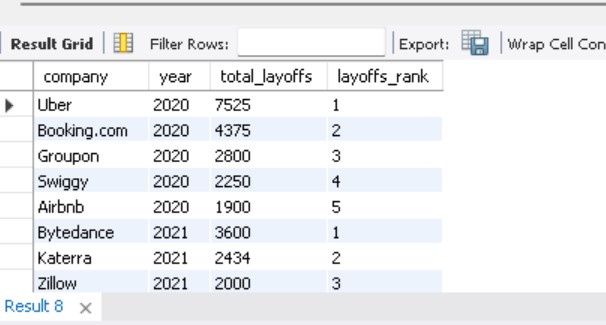 Result Grid Filter Rows: Export: Wrap Cell Con
company year total_layoffs layoffs_rank
Uber 2020 7525 1
Booking.com 2020 4375 2
Groupon 2020 2800 3
Swiggy 2020 2250 4
Airbnb 2020 1900 5
Bytedance 2021 3600 1
Katerra 2021 2434 2
Zillow 2021 2000 3
Result 8